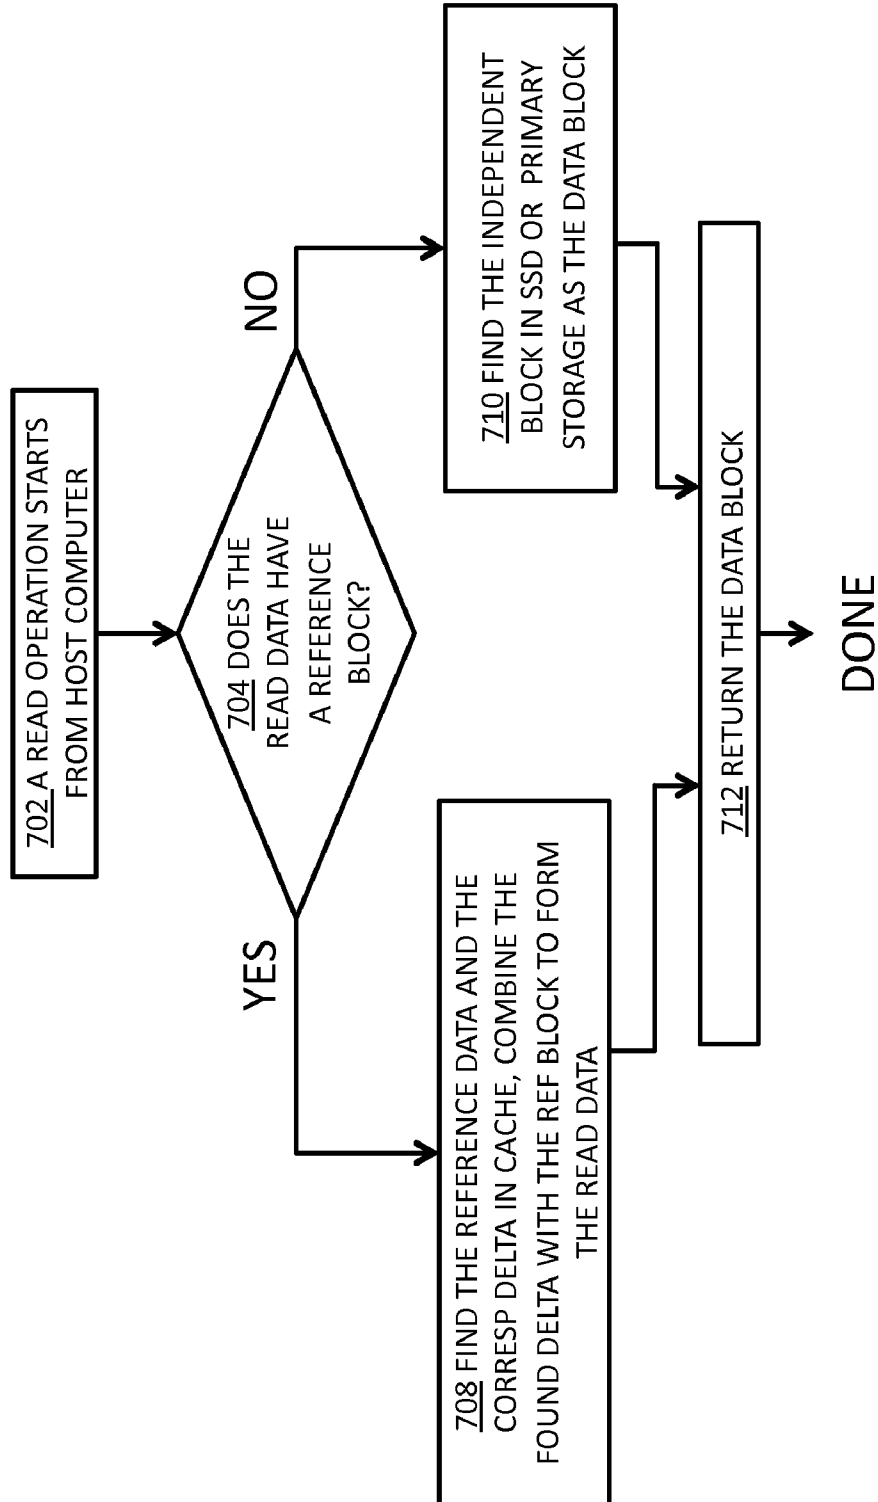 702 A READ OPERATION STARTS
FROM HOST COMPUTER
704 DOES THE
READ DATA HAVE
A REFERENCE
BLOCK?
YES
NO
708 FIND THE REFERENCE DATA AND THE
CORRESP DELTA IN CACHE, COMBINE THE
FOUND DELTA WITH THE REF BLOCK TO FORM
THE READ DATA
710 FIND THE INDEPENDENT
BLOCK IN SSD OR PRIMARY
STORAGE AS THE DATA BLOCK
712 RETURN THE DATA BLOCK
DONE